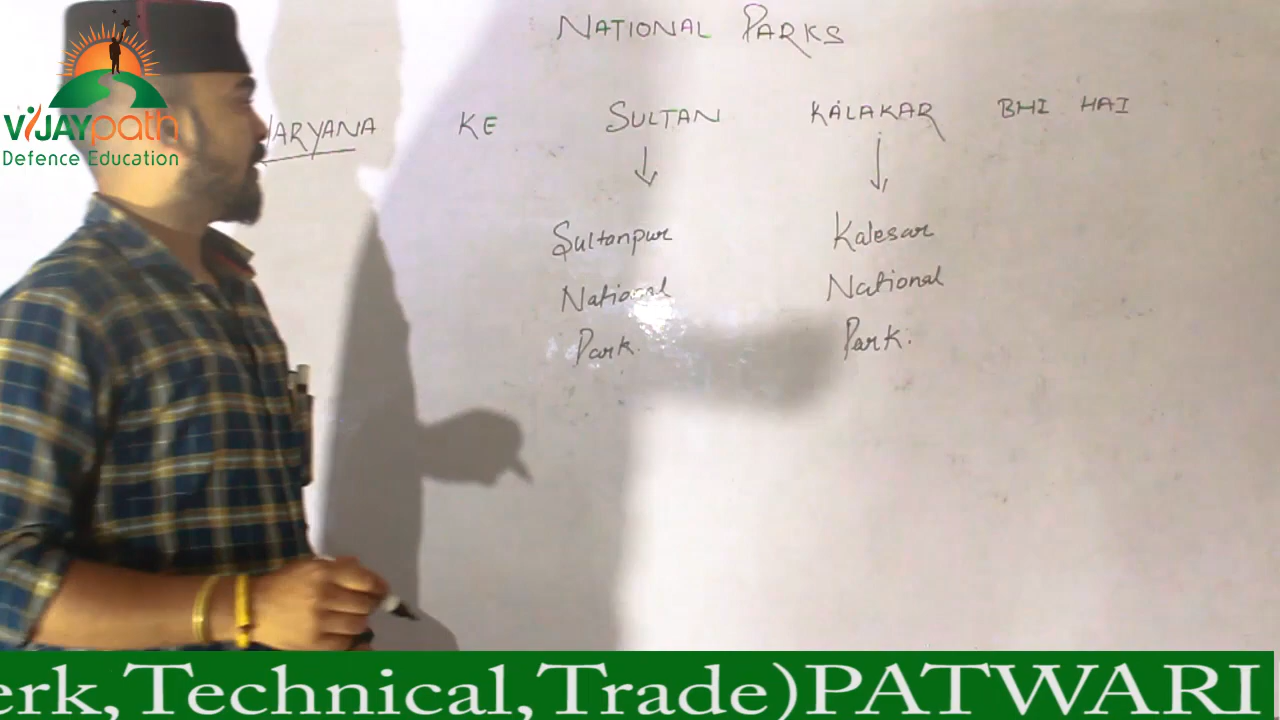 NATIONAL PARKS
HARYANA KE SULTAN KALAKAR BHI HAI
Sultanpur National Park.
Kalesar National Park.
VIJAYpath
Defence Education
erk,Technical,Trade)PATWARI